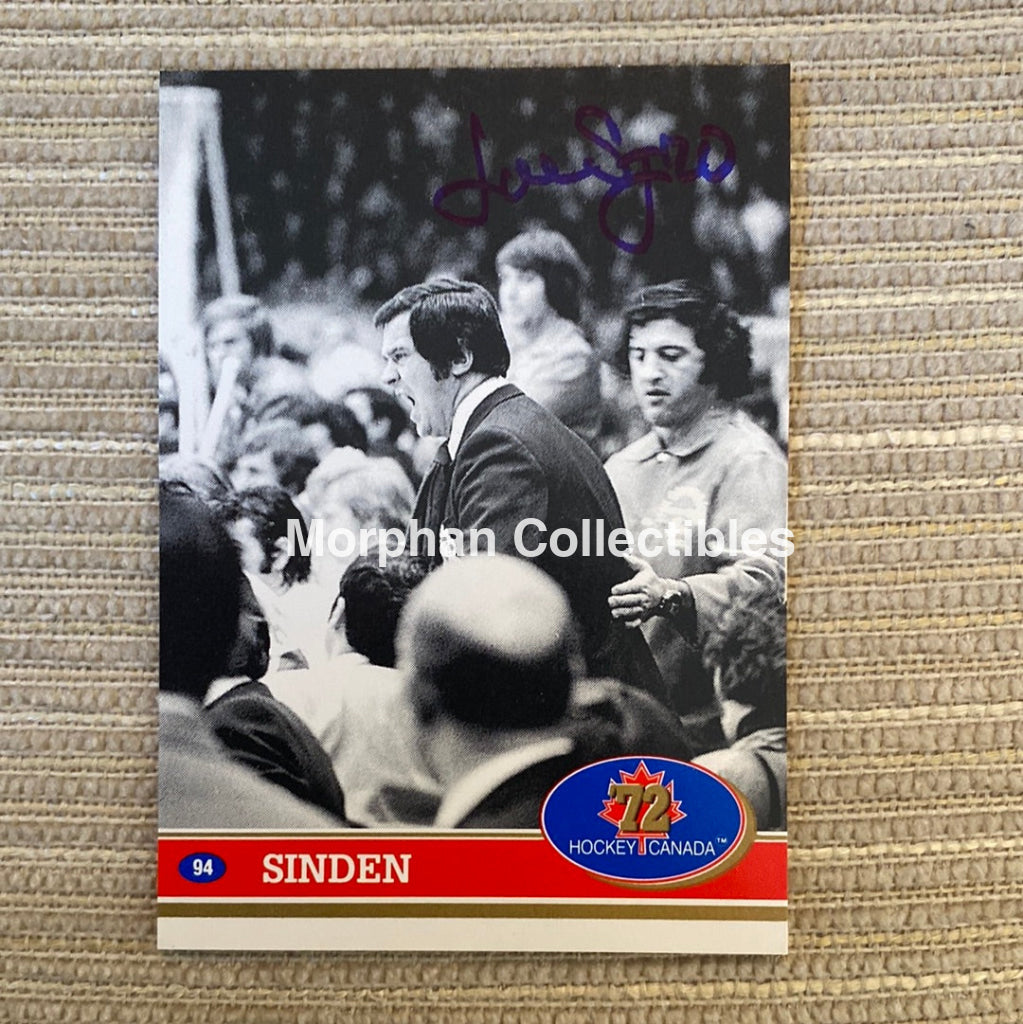 Morphan Collectibles
'72
HOCKEY CANADA™
94 SINDEN